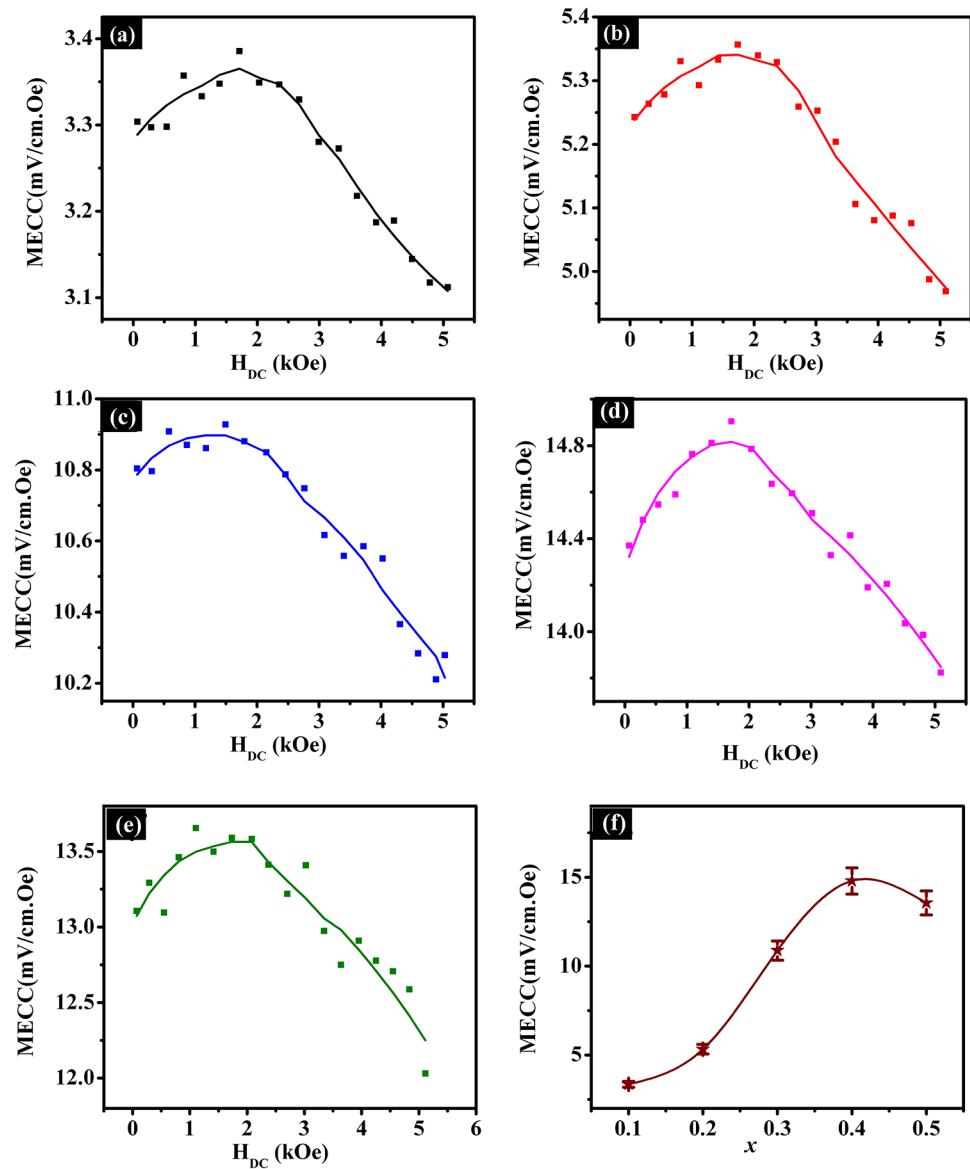 (a)
MECC(mV/cm.Oe)
3.4
3.3
3.2
3.1
0 1 2 3 4 5
H_DC (kOe)
(b)
MECC(mV/cm.Oe)
5.4
5.3
5.2
5.1
5.0
0 1 2 3 4 5
H_DC (kOe)
(c)
MECC(mV/cm.Oe)
11.0
10.8
10.6
10.4
10.2
0 1 2 3 4 5
H_DC (kOe)
(d)
MECC(mV/cm.Oe)
14.8
14.4
14.0
0 1 2 3 4 5
H_DC (kOe)
(e)
MECC(mV/cm.Oe)
13.5
13.0
12.5
12.0
0 1 2 3 4 5 6
H_DC (kOe)
(f)
MECC(mV/cm.Oe)
15
10
5
0.1 0.2 0.3 0.4 0.5
x